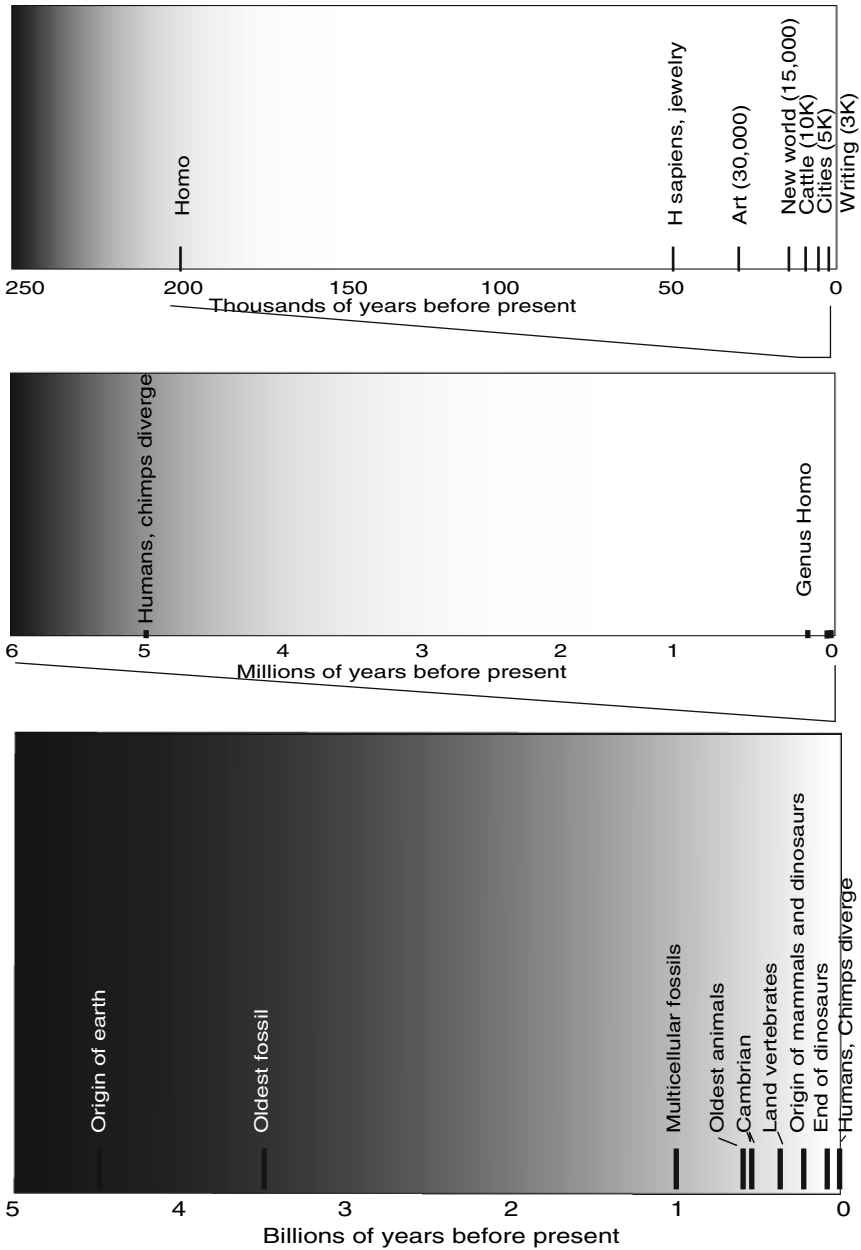 Homo
H sapiens, jewelry
Art (30,000)
New world (15,000)
Cattle (10K)
Cities (5K)
Writing (3K)
250 200 150 100 50 0
Thousands of years before present
Humans, chimps diverge
Genus Homo
6 5 4 3 2 1 0
Millions of years before present
Origin of earth
Oldest fossil
Multicellular fossils
Oldest animals
Cambrian
Land vertebrates
Origin of mammals and dinosaurs
End of dinosaurs
Humans, Chimps diverge
5 4 3 2 1 0
Billions of years before present